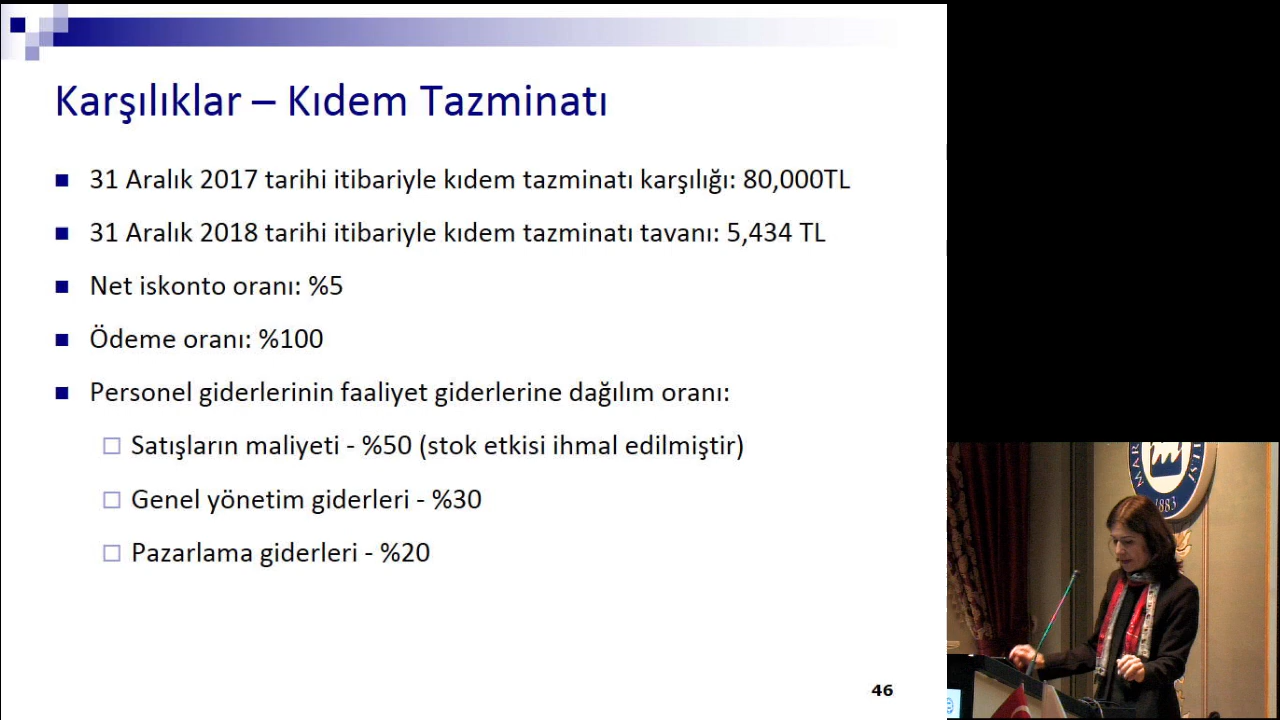 Karşılıklar – Kıdem Tazminatı
31 Aralık 2017 tarihi itibariyle kıdem tazminatı karşılığı: 80,000TL
31 Aralık 2018 tarihi itibariyle kıdem tazminatı tavanı: 5,434 TL
Net iskonto oranı: %5
Ödeme oranı: %100
Personel giderlerinin faaliyet giderlerine dağılım oranı:
Satışların maliyeti - %50 (stok etkisi ihmal edilmiştir)
Genel yönetim giderleri - %30
Pazarlama giderleri - %20
46
1883